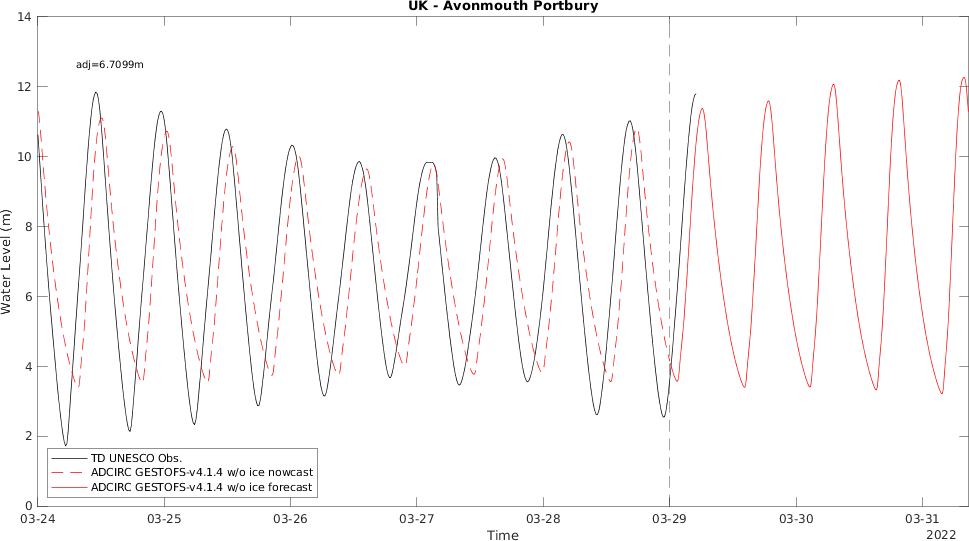 UK - Avonmouth Portbury
14
12
10
8
6
4
2
0
Water Level (m)
adj=6.7099m
TD UNESCO Obs.
ADCIRC GESTOFS-v4.1.4 w/o ice nowcast
ADCIRC GESTOFS-v4.1.4 w/o ice forecast
03-24 03-25 03-26 03-27 03-28 03-29 03-30 03-31
Time
2022